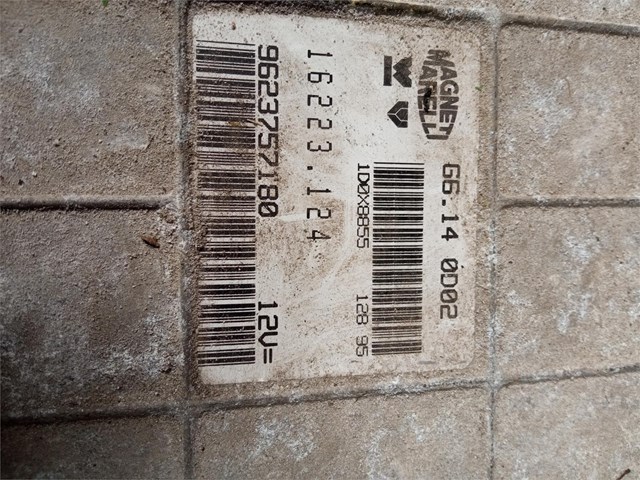 MAGNETI
MARELLI
G6.14 0D02
1D0X8855 128 95
16223.124
9623757180 12V=